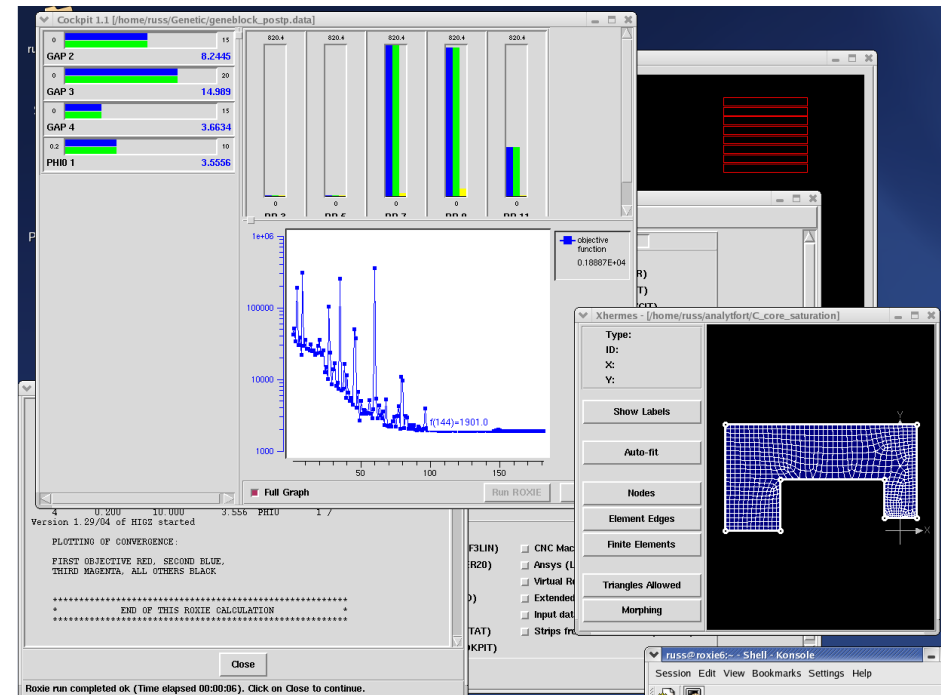 Cockpit 1.1 [/home/russ/Genetic/geneblock_postp.data]
0 15
GAP 2 8.2445
0 20
GAP 3 14.989
0 15
GAP 4 3.6634
0.2 10
PHI0 1 3.5556
820.4 820.4 820.4 820.4 820.4
0 0 0 0 0
1e+06
100000
10000
1000
50 100 150
f(144)=1901.0
objective
function
0.18887E+04
Full Graph
Run ROXIE
R)
T)
Xhermes - [/home/russ/analytfort/C_core_saturation]
Type:
ID:
X:
Y:
Show Labels
Auto-fit
Nodes
Element Edges
Finite Elements
Triangles Allowed
Morphing
Y
X
4 0.200 10.000 3.556 PHI0 1 /
Version 1.29/04 of HIGZ started
PLOTTING OF CONVERGENCE:
FIRST OBJECTIVE RED, SECOND BLUE,
THIRD MAGENTA, ALL OTHERS BLACK
**************************************************
* END OF THIS ROXIE CALCULATION *
**************************************************
Close
Roxie run completed ok (Time elapsed 00:00:06). Click on Close to continue.
F3LIN)
CNC Mac
ER20)
Ansys (L
Virtual Re
Extended
Input dat
TAT)
Strips fr
OKPIT)
russ@roxie6:~ - Shell - Konsole
Session Edit View Bookmarks Settings Help